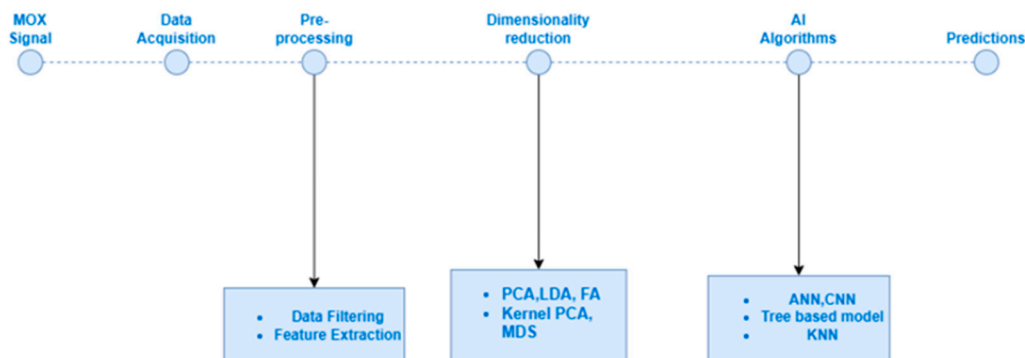 MOX
Signal
Data
Acquisition
Pre-
processing
Dimensionality
reduction
AI
Algorithms
Predictions
• Data Filtering
• Feature Extraction
• PCA,LDA, FA
• Kernel PCA,
MDS
• ANN,CNN
• Tree based model
• KNN